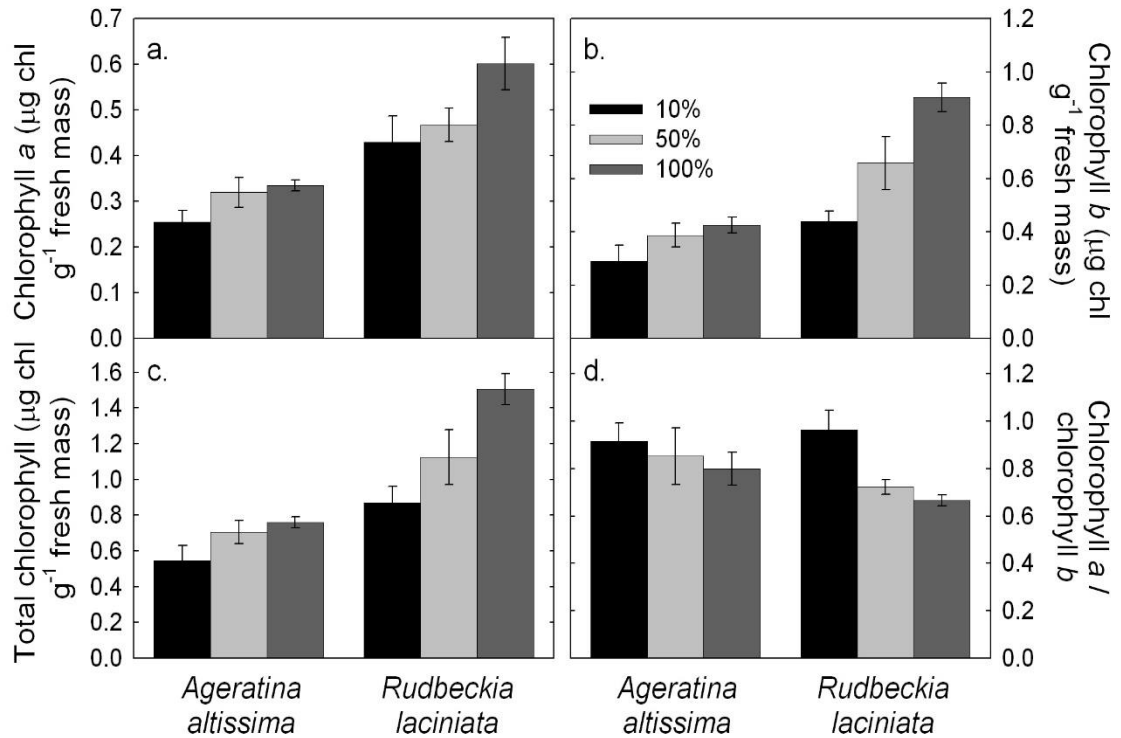 Chlorophyll a (µg chl
g⁻¹ fresh mass)
0.7
0.6
0.5
0.4
0.3
0.2
0.1
0.0
a.
b.
10%
50%
100%
1.2
1.0
0.8
0.6
0.4
0.2
0.0
Chlorophyll b (µg chl
g⁻¹ fresh mass)
Total chlorophyll (µg chl
g⁻¹ fresh mass)
1.6
1.4
1.2
1.0
0.8
0.6
0.4
0.2
0.0
c.
d.
1.2
1.0
0.8
0.6
0.4
0.2
0.0
Chlorophyll a /
chlorophyll b
Ageratina
altissima
Rudbeckia
laciniata
Ageratina
altissima
Rudbeckia
laciniata